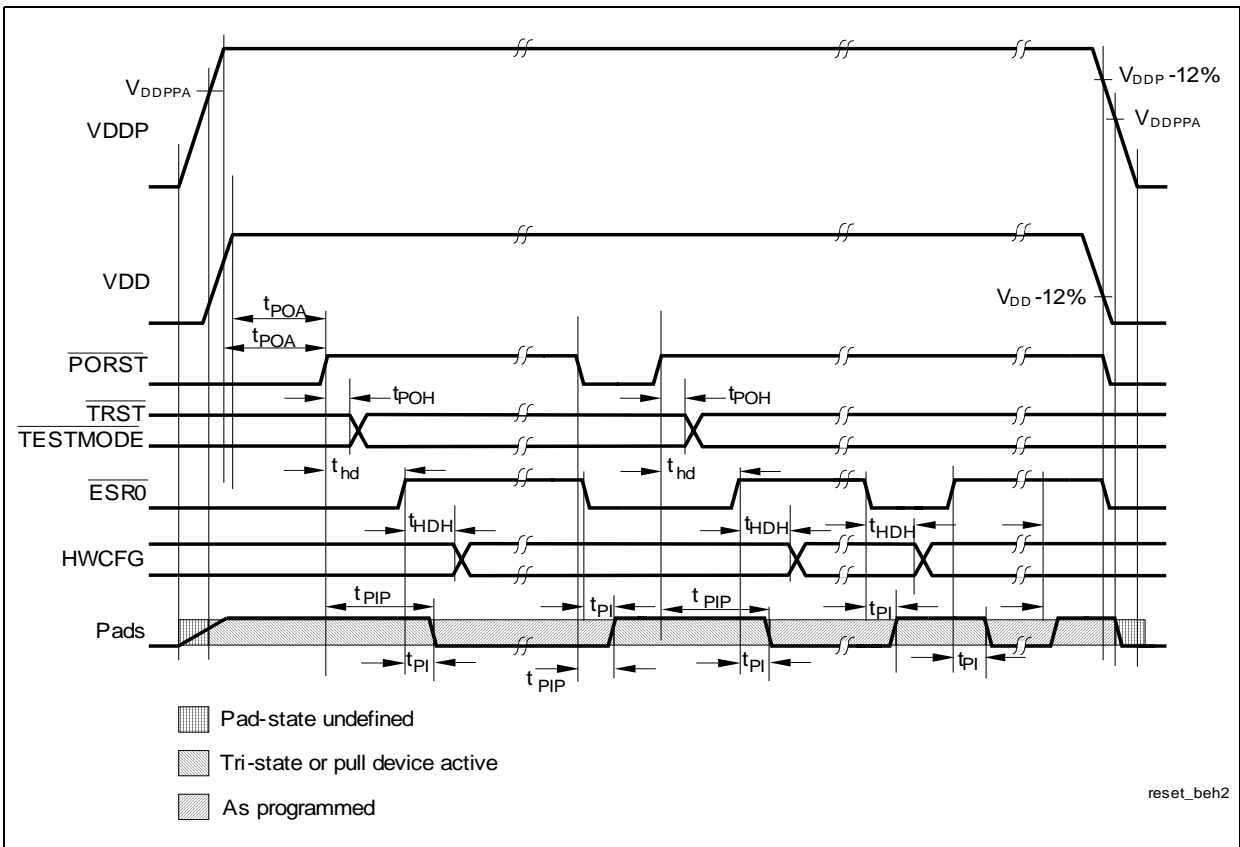 VDDPPA
VDDP -12%
VDDPPA
VDDP
VDD
VDD -12%
tPOA
tPOA
PORST
tPOH
tPOH
TRST
TESTMODE
thd
thd
ESR0
tHDH
tHDH
tHDH
HWCFG
tPIP
tPI
tPIP
tPI
Pads
tPI
tPIP
tPI
tPI
Pad-state undefined
Tri-state or pull device active
As programmed
reset_beh2